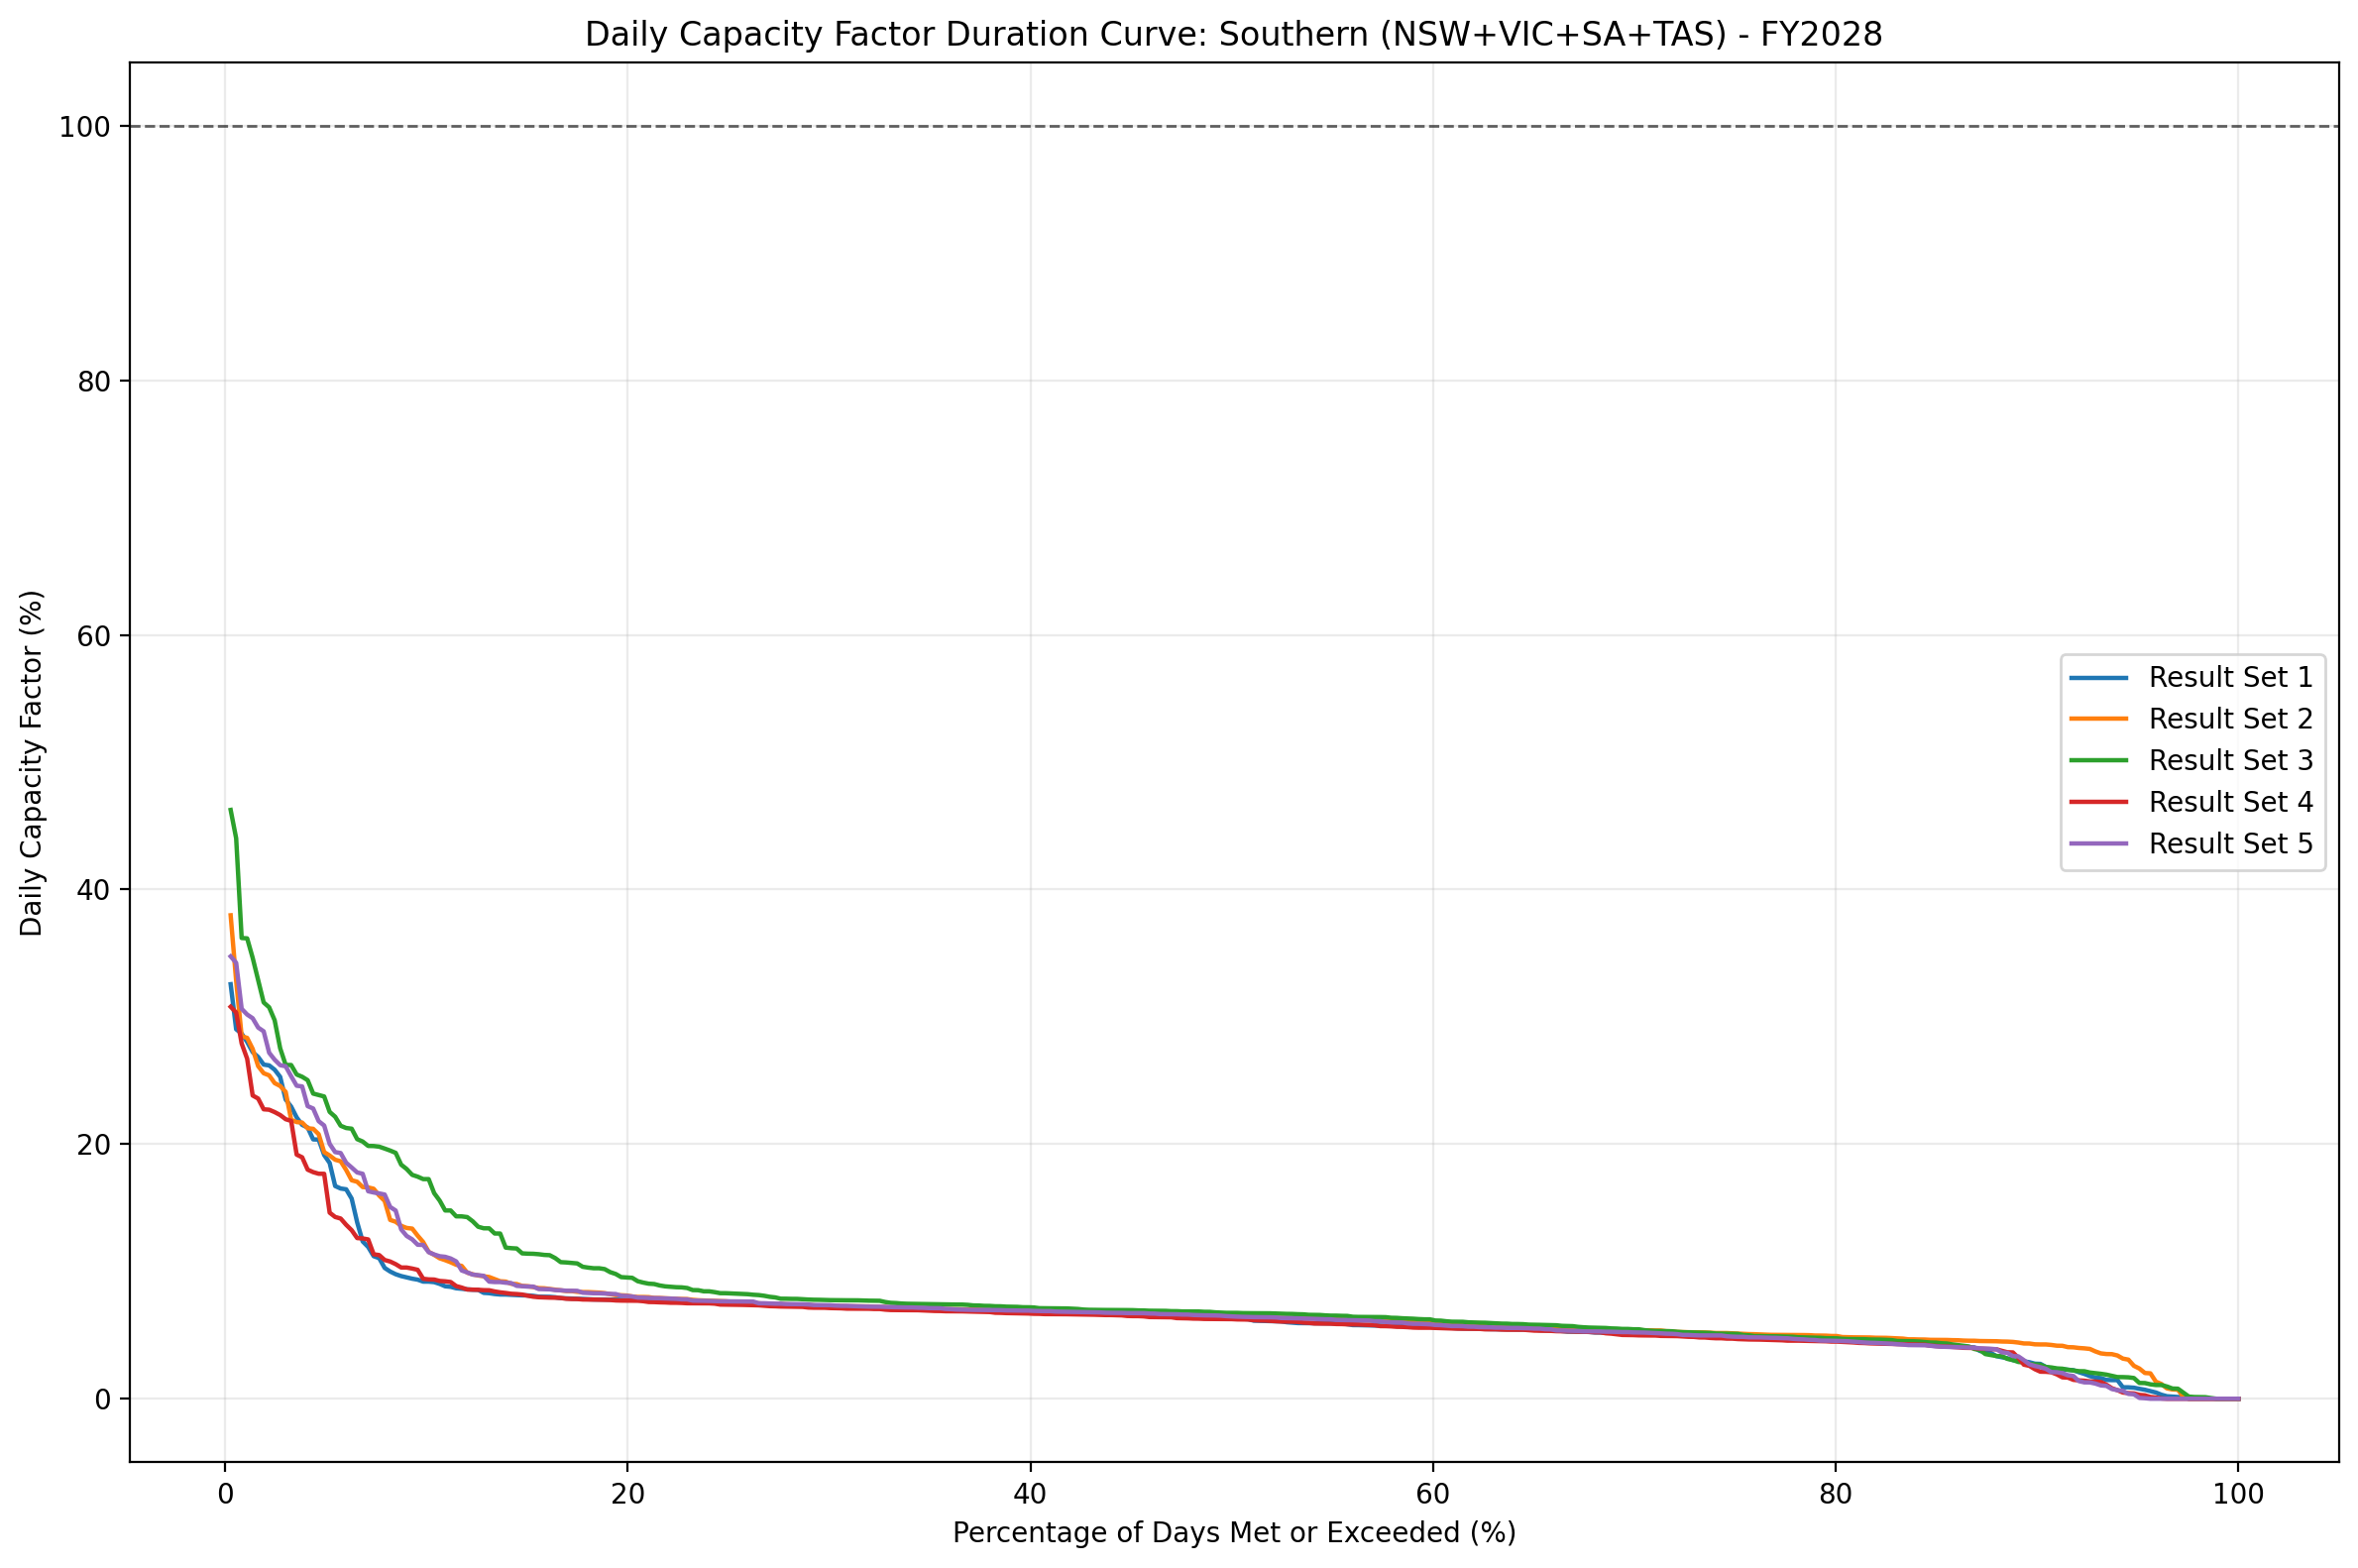 Daily Capacity Factor Duration Curve: Southern (NSW+VIC+SA+TAS) - FY2028
Daily Capacity Factor (%)
100
80
60
40
20
0
Result Set 1
Result Set 2
Result Set 3
Result Set 4
Result Set 5
0 20 40 60 80 100
Percentage of Days Met or Exceeded (%)